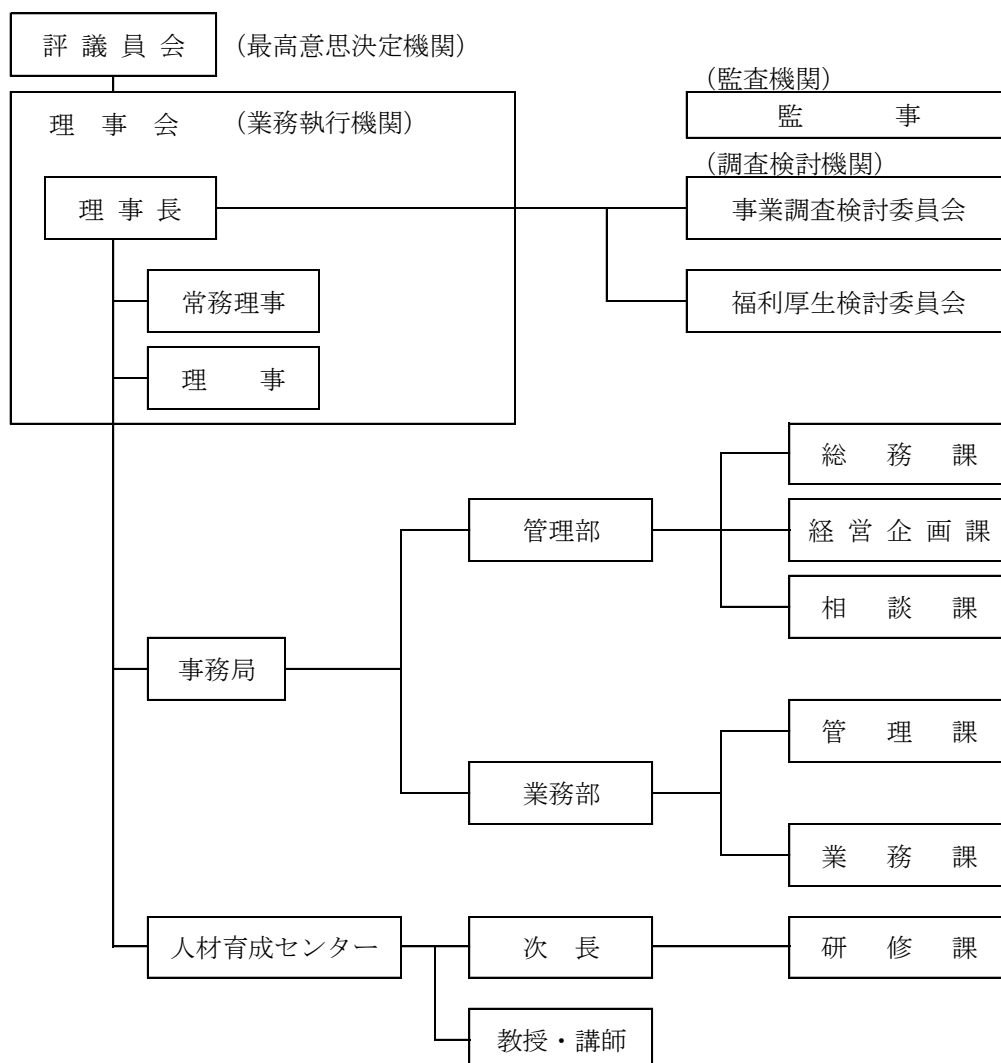 評議員会 (最高意思決定機関)
(監査機関)
理事会 (業務執行機関)
監事
(調査検討機関)
理事長
事業調査検討委員会
常務理事
福利厚生検討委員会
理事
総務課
管理部
経営企画課
相談課
事務局
管理課
業務部
業務課
人材育成センター
次長
研修課
教授・講師